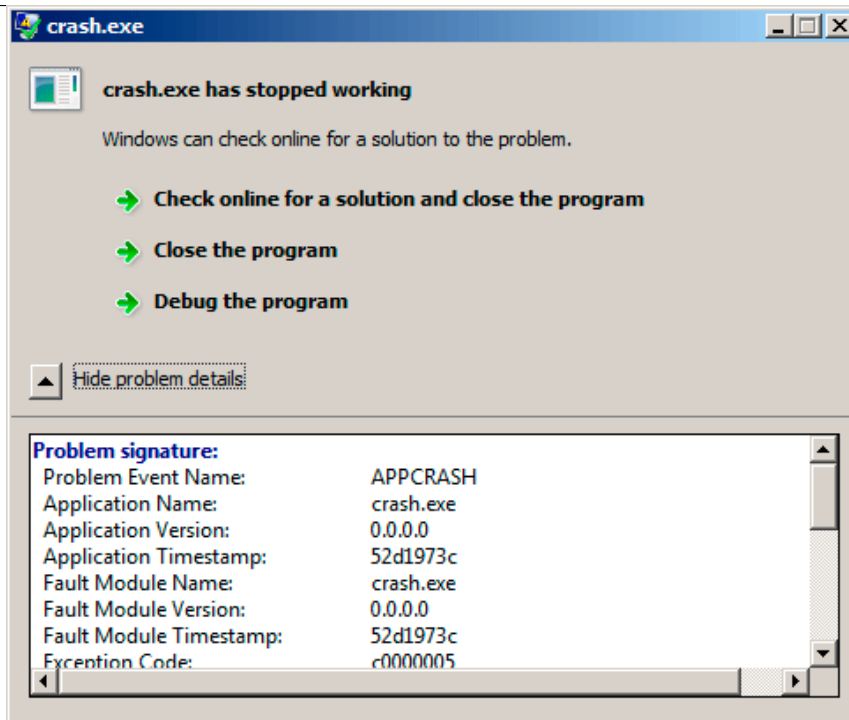 crash.exe
crash.exe has stopped working
Windows can check online for a solution to the problem.
Check online for a solution and close the program
Close the program
Debug the program
Hide problem details
Problem signature:
Problem Event Name: APPCRASH
Application Name: crash.exe
Application Version: 0.0.0.0
Application Timestamp: 52d1973c
Fault Module Name: crash.exe
Fault Module Version: 0.0.0.0
Fault Module Timestamp: 52d1973c
Exception Code: c0000005